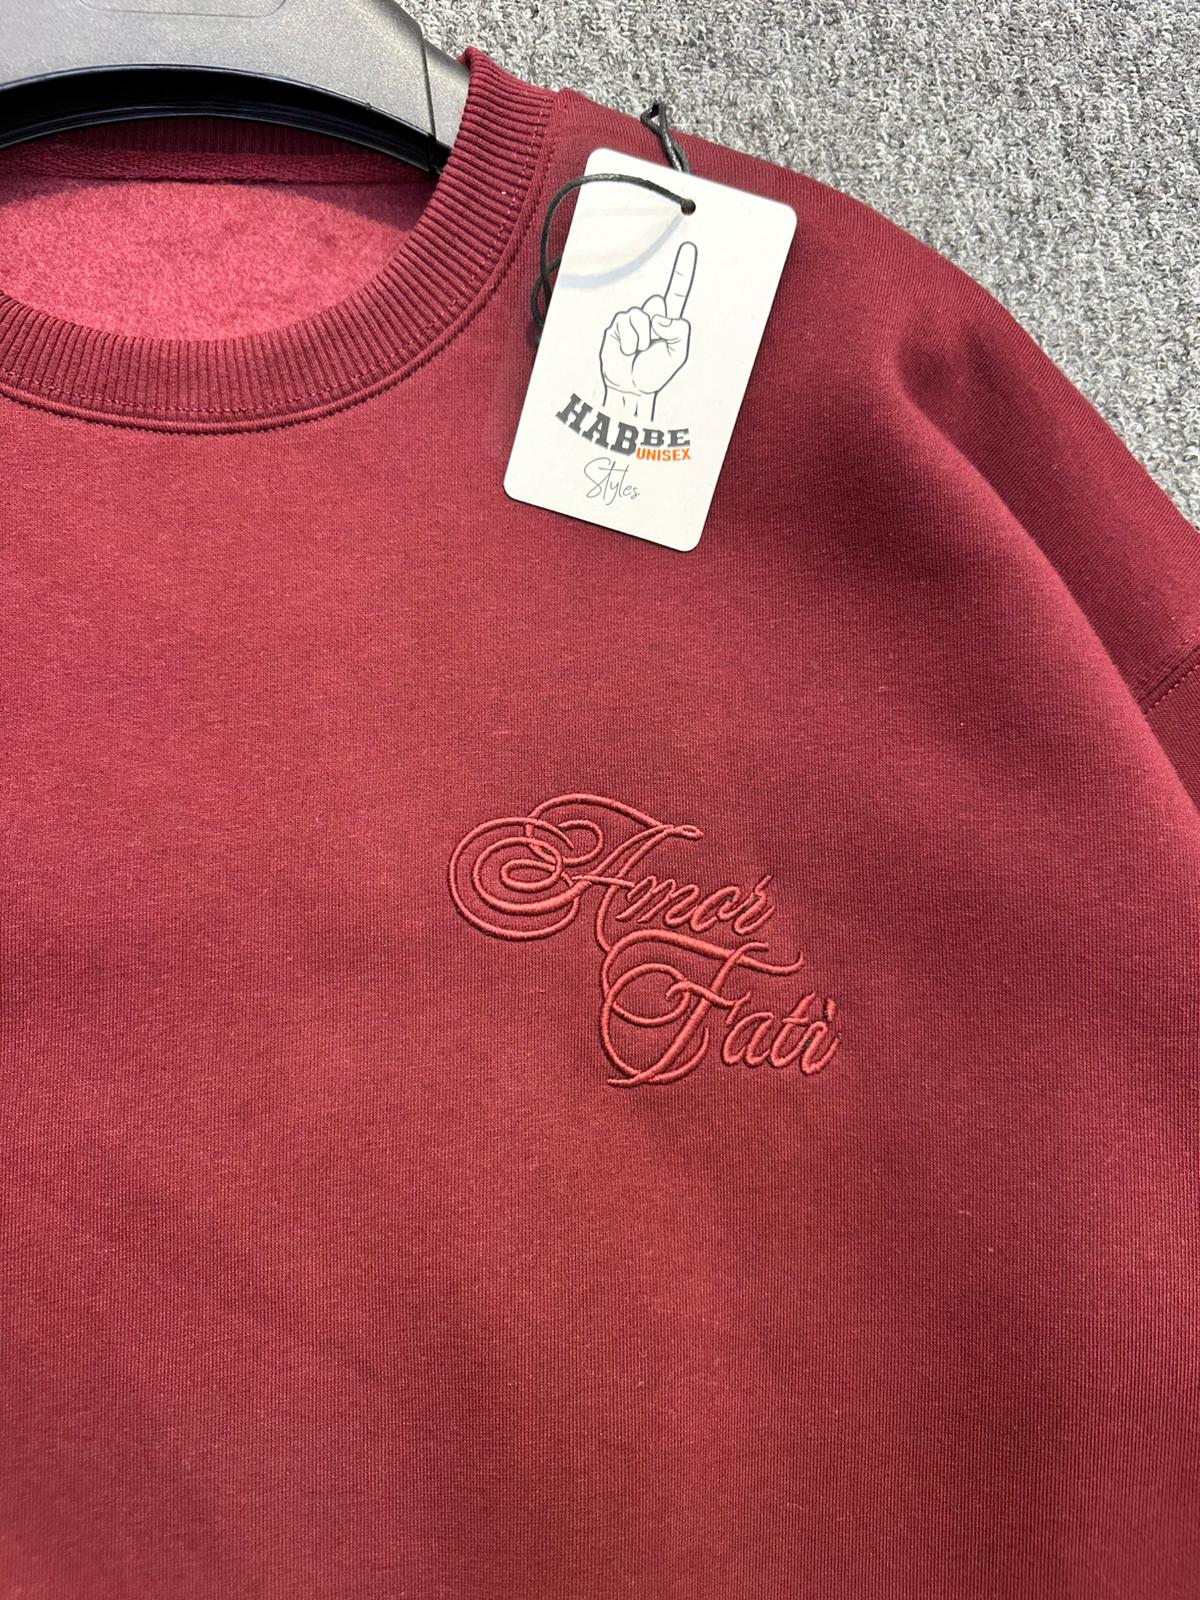 HABBE
UNISEX
Styles
Amor
Fati